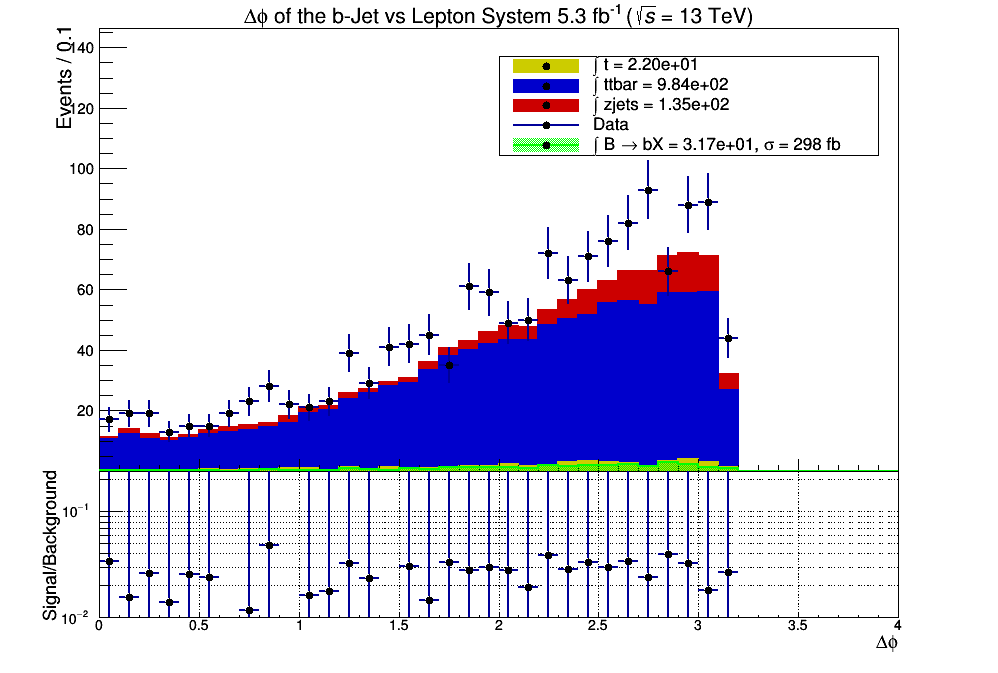 Δϕ of the b-Jet vs Lepton System 5.3 fb⁻¹ (√s = 13 TeV)
Events / 0.1
140
120
100
80
60
40
20
∫ t = 2.20e+01
∫ ttbar = 9.84e+02
∫ zjets = 1.35e+02
Data
∫ B → bX = 3.17e+01, σ = 298 fb
Signal/Background
10⁻¹
10⁻²
0 0.5 1 1.5 2 2.5 3 3.5 4
Δϕ